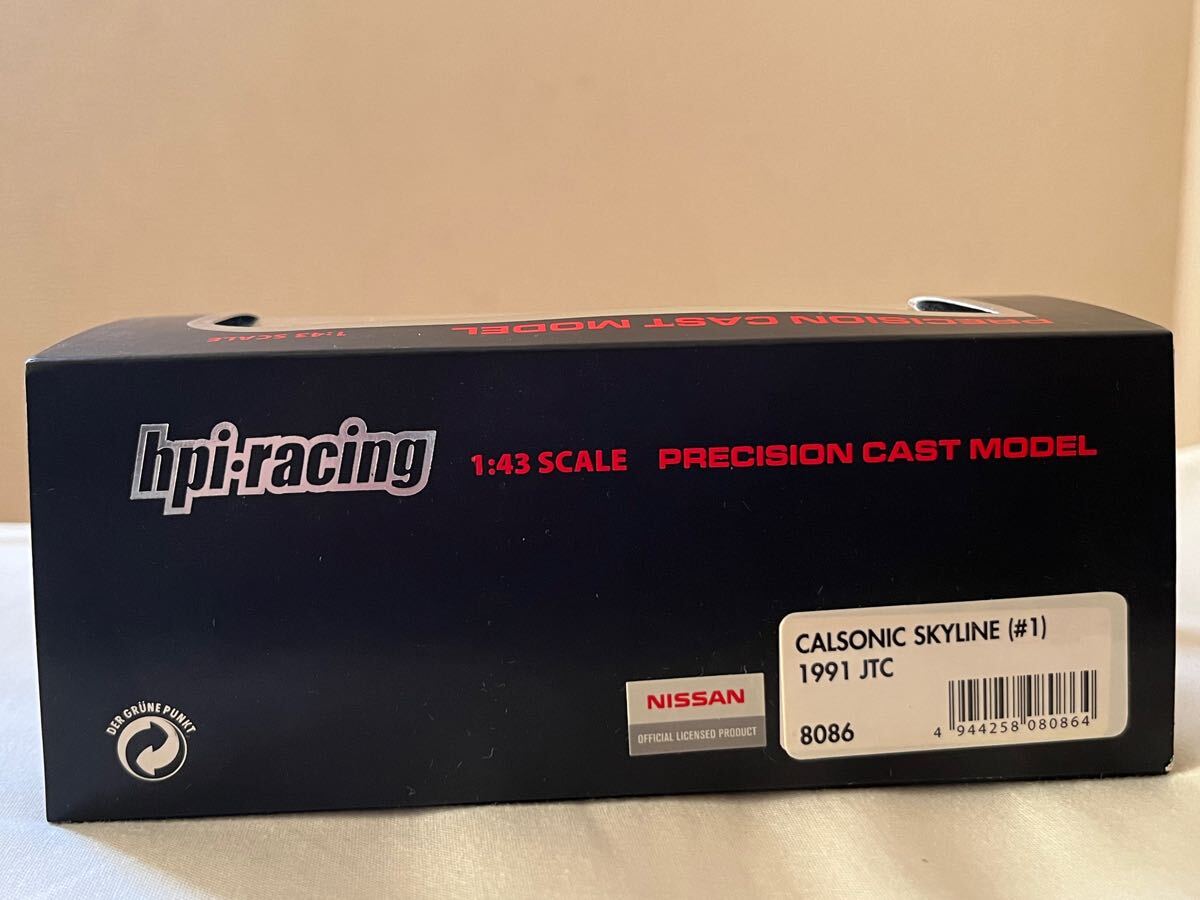 1:43 SCALE PRECISION CAST MODEL PRECISION
hpi·racing 1:43 SCALE PRECISION CAST MODEL
CALSONIC SKYLINE (#1)
1991 JTC
8086
4 944258 080864
NISSAN
OFFICIAL LICENSED PRODUCT
DER GRÜNE PUNKT